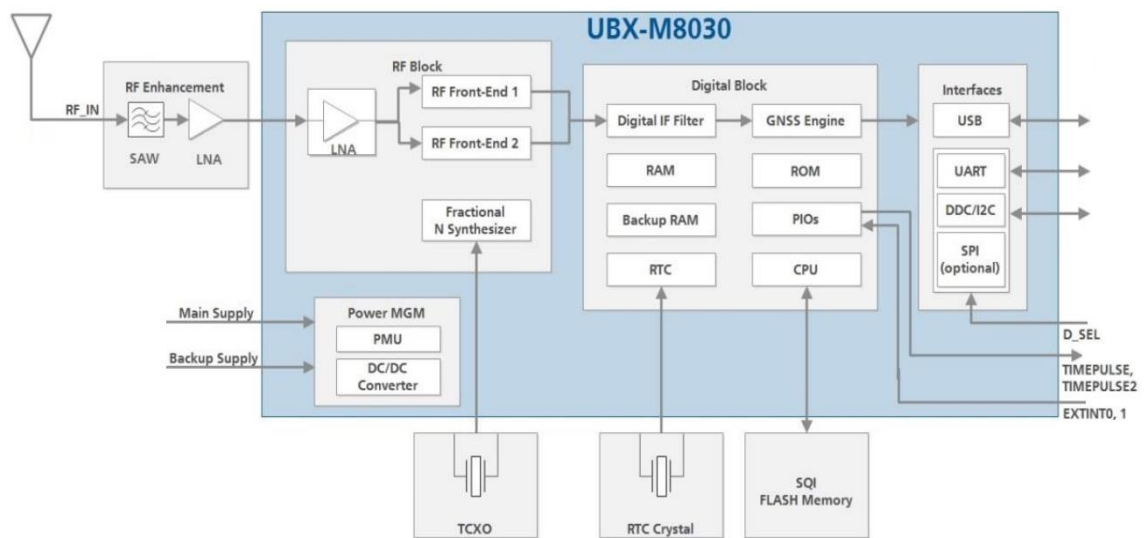 UBX-M8030
RF Enhancement
RF_IN
SAW
LNA
RF Block
LNA
RF Front-End 1
RF Front-End 2
Fractional
N Synthesizer
Digital Block
Digital IF Filter
GNSS Engine
RAM
ROM
Backup RAM
PIOs
RTC
CPU
Interfaces
USB
UART
DDC/I2C
SPI
(optional)
Main Supply
Backup Supply
Power MGM
PMU
DC/DC
Converter
D_SEL
TIMEPULSE,
TIMEPULSE2
EXTINT0, 1
TCXO
RTC Crystal
SQI
FLASH Memory